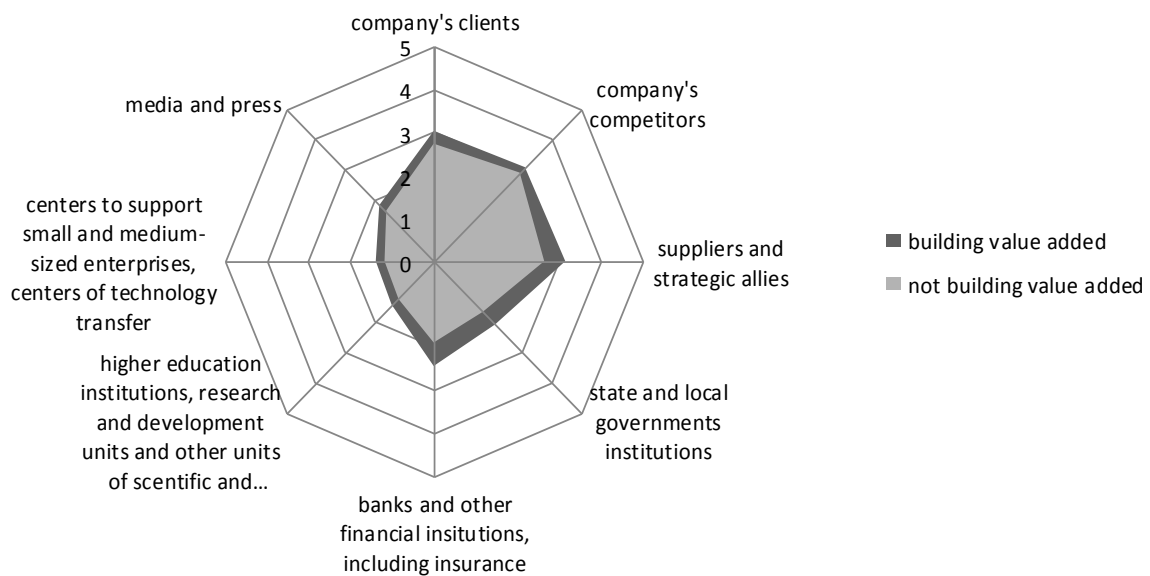 company's clients
5
4
3
2
1
0
company's
competitors
suppliers and
strategic allies
state and local
governments
institutions
banks and other
financial insitutions,
including insurance
higher education
institutions, research
and development
units and other units
of scentific and...
centers to support
small and medium-
sized enterprises,
centers of technology
transfer
media and press
building value added
not building value added